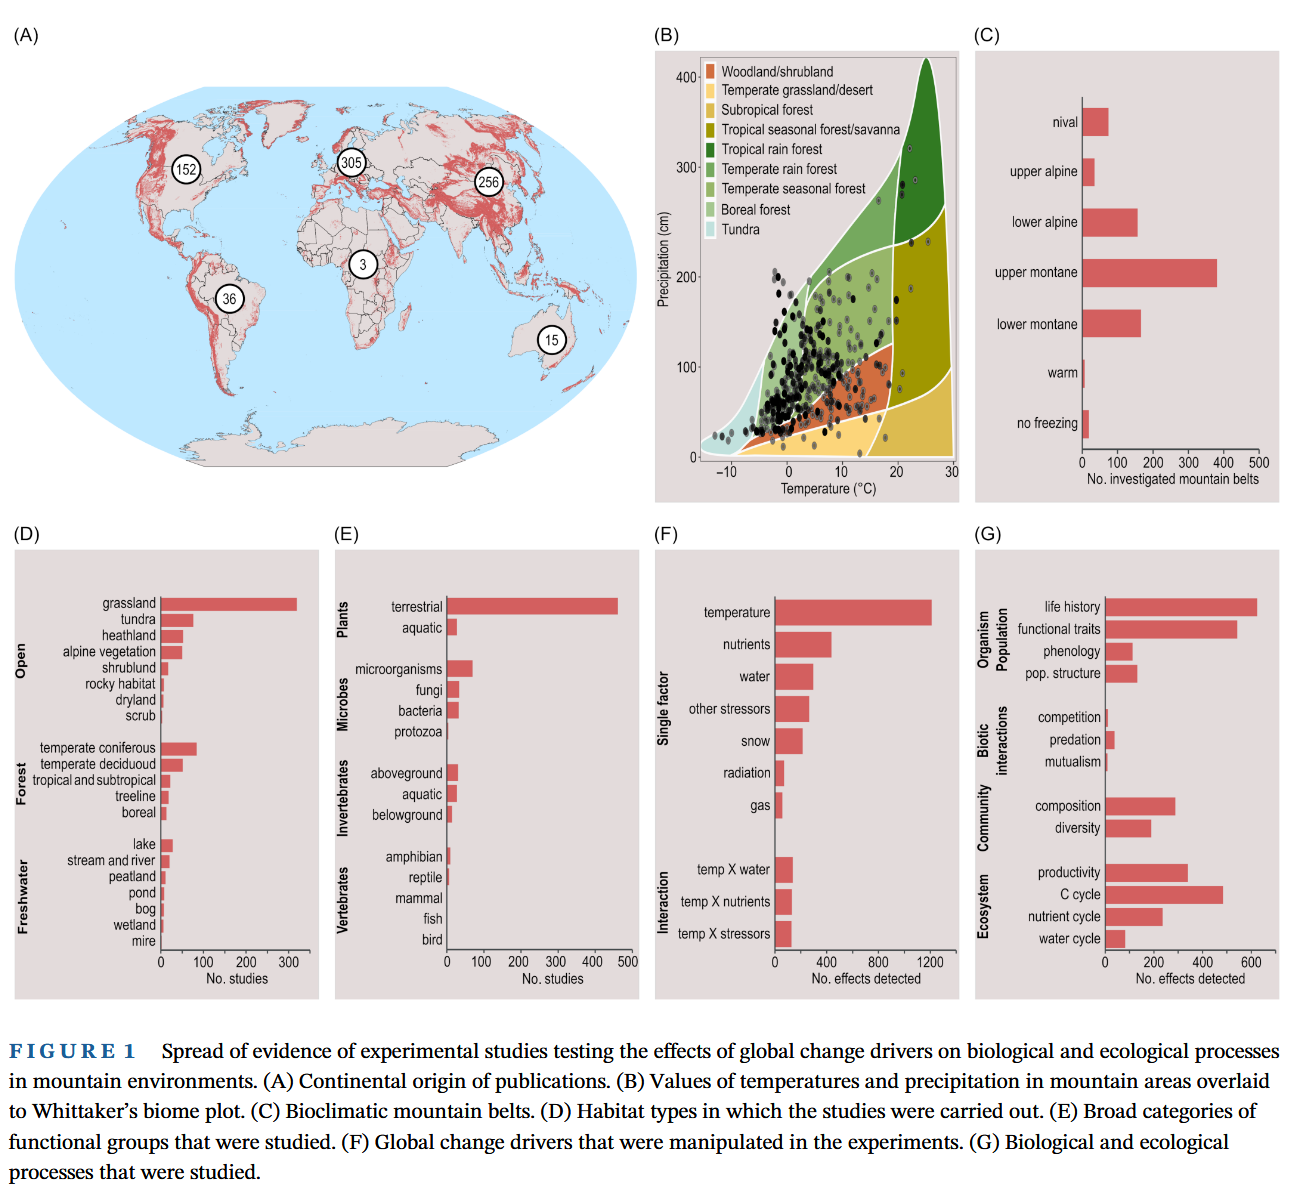 (A)
152
305
256
3
36
15
(B)
Precipitation (cm)
400
300
200
100
0
Woodland/shrubland
Temperate grassland/desert
Subropical forest
Tropical seasonal forest/savanna
Tropical rain forest
Temperate rain forest
Temperate seasonal forest
Boreal forest
Tundra
−10 0 10 20 30
Temperature (°C)
(C)
nival
upper alpine
lower alpine
upper montane
lower montane
warm
no freezing
0 100 200 300 400 500
No. investigated mountain belts
(D)
Open
grassland
tundra
heathland
alpine vegetation
shrublund
rocky habitat
dryland
scrub
Forest
temperate coniferous
temperate deciduoud
tropical and subtropical
treeline
boreal
Freshwater
lake
stream and river
peatland
pond
bog
wetland
mire
0 100 200 300
No. studies
(E)
Plants
terrestrial
aquatic
Microbes
microorganisms
fungi
bacteria
protozoa
Invertebrates
aboveground
aquatic
belowground
Vertebrates
amphibian
reptile
mammal
fish
bird
0 100 200 300 400 500
No. studies
(F)
Single factor
temperature
nutrients
water
other stressors
snow
radiation
gas
Interaction
temp X water
temp X nutrients
temp X stressors
0 400 800 1200
No. effects detected
(G)
Organism
Population
life history
functional traits
phenology
pop. structure
Biotic
interactions
competition
predation
mutualism
Community
composition
diversity
Ecosystem
productivity
C cycle
nutrient cycle
water cycle
0 200 400 600
No. effects detected
FIGURE 1 Spread of evidence of experimental studies testing the effects of global change drivers on biological and ecological processes
in mountain environments. (A) Continental origin of publications. (B) Values of temperatures and precipitation in mountain areas overlaid
to Whittaker's biome plot. (C) Bioclimatic mountain belts. (D) Habitat types in which the studies were carried out. (E) Broad categories of
functional groups that were studied. (F) Global change drivers that were manipulated in the experiments. (G) Biological and ecological
processes that were studied.